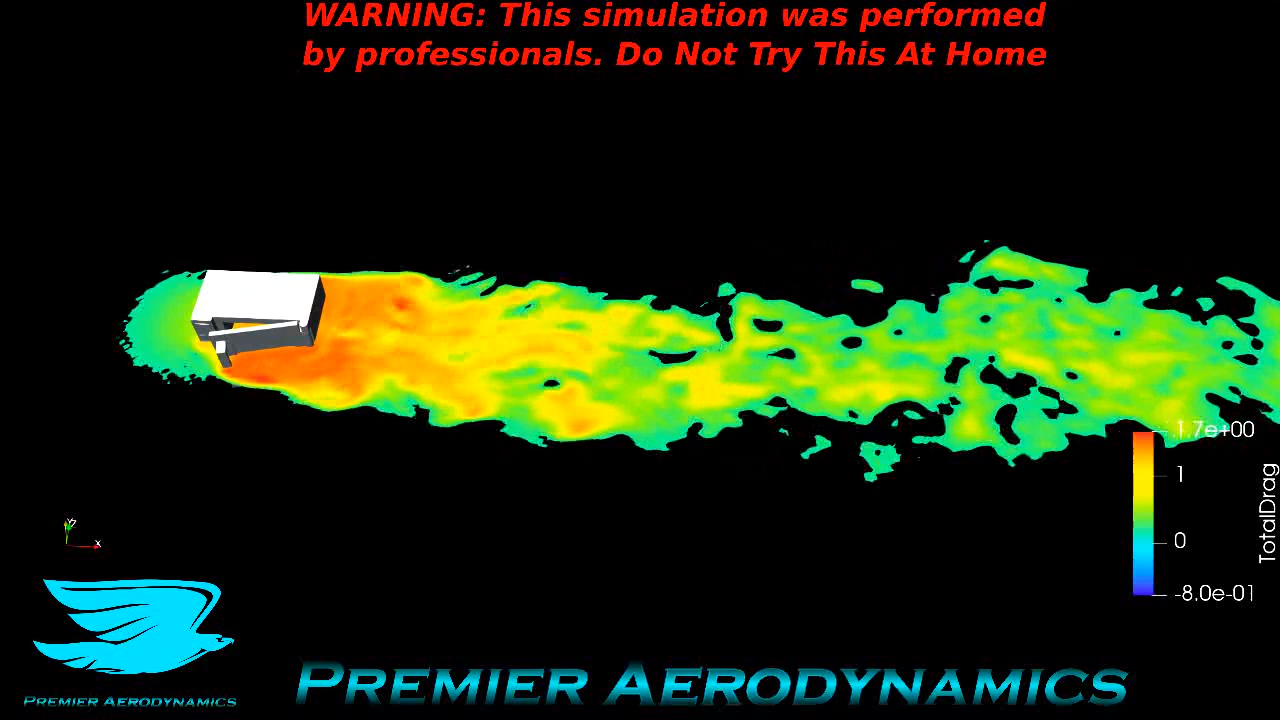 WARNING: This simulation was performed
by professionals. Do Not Try This At Home
1.7e+00
1
0
-8.0e-01
TotalDrag
X
PREMIER AERODYNAMICS
PREMIER AERODYNAMICS